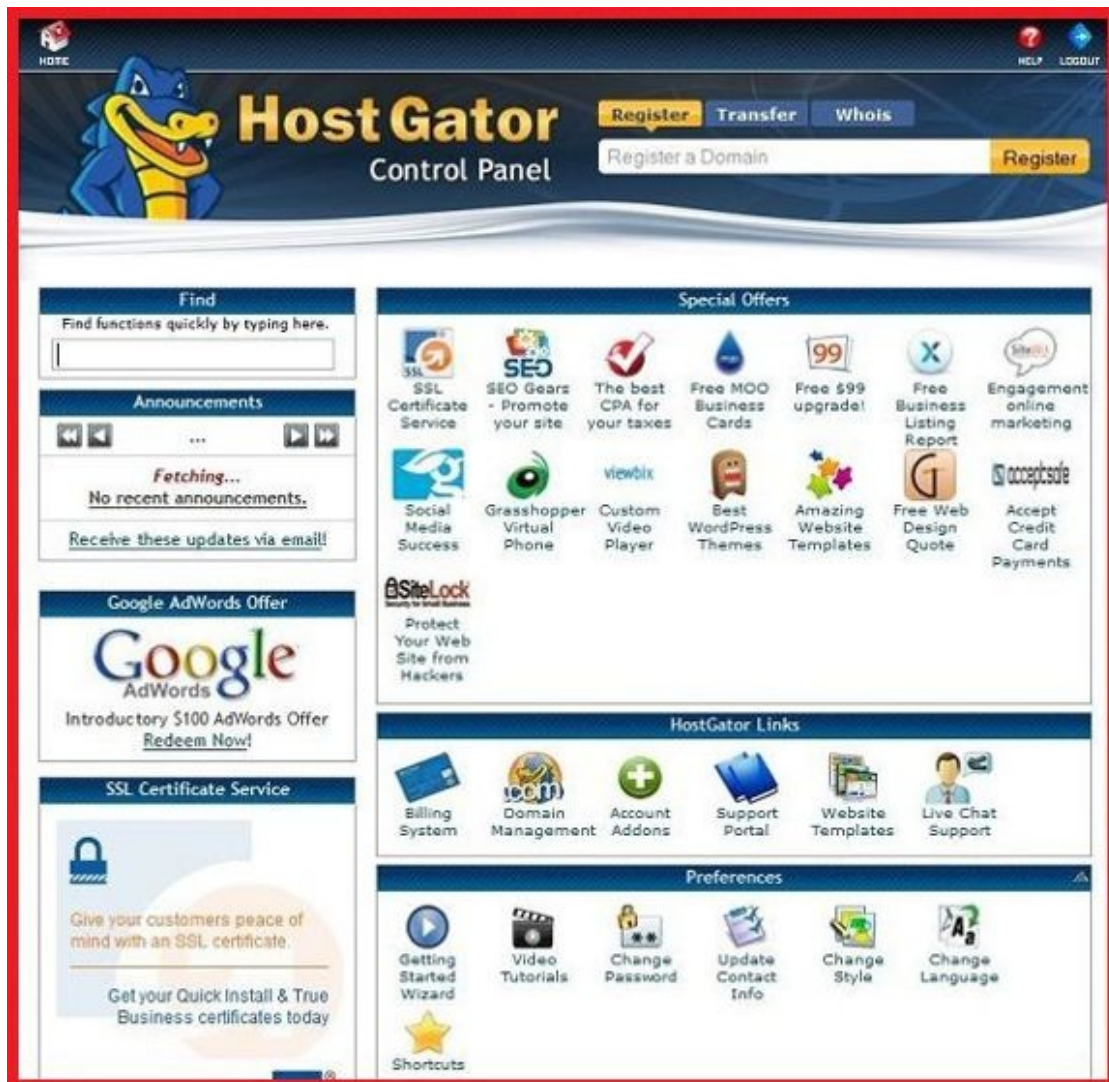 HOME
HELP
LOGOUT
Host Gator
Control Panel
Register
Transfer
Whois
Register a Domain
Register
Find
Find functions quickly by typing here.
Announcements
...
Fetching...
No recent announcements.
Receive these updates via email!
Google AdWords Offer
Google
AdWords
Introductory $100 AdWords Offer
Redeem Now!
SSL Certificate Service
Give your customers peace of
mind with an SSL certificate.
Get your Quick Install & True
Business certificates today
®
Special Offers
SSL
SSL
Certificate
Service
SEO
SEO Gears
- Promote
your site
The best
CPA for
your taxes
Free MOO
Business
Cards
99
Free $99
upgrade!
X
Free
Business
Listing
Report
Engagement
online
marketing
Social
Media
Success
Grasshopper
Virtual
Phone
viewbix
Custom
Video
Player
Best
WordPress
Themes
Amazing
Website
Templates
G
Free Web
Design
Quote
acceptsafe
Accept
Credit
Card
Payments
SiteLock
Security for Small Business
Protect
Your Web
Site from
Hackers
HostGator Links
Billing
System
.com
Domain
Management
Account
Addons
Support
Portal
Website
Templates
Live Chat
Support
Preferences
Getting
Started
Wizard
Video
Tutorials
**
Change
Password
Update
Contact
Info
Change
Style
A?
a
Change
Language
Shortcuts